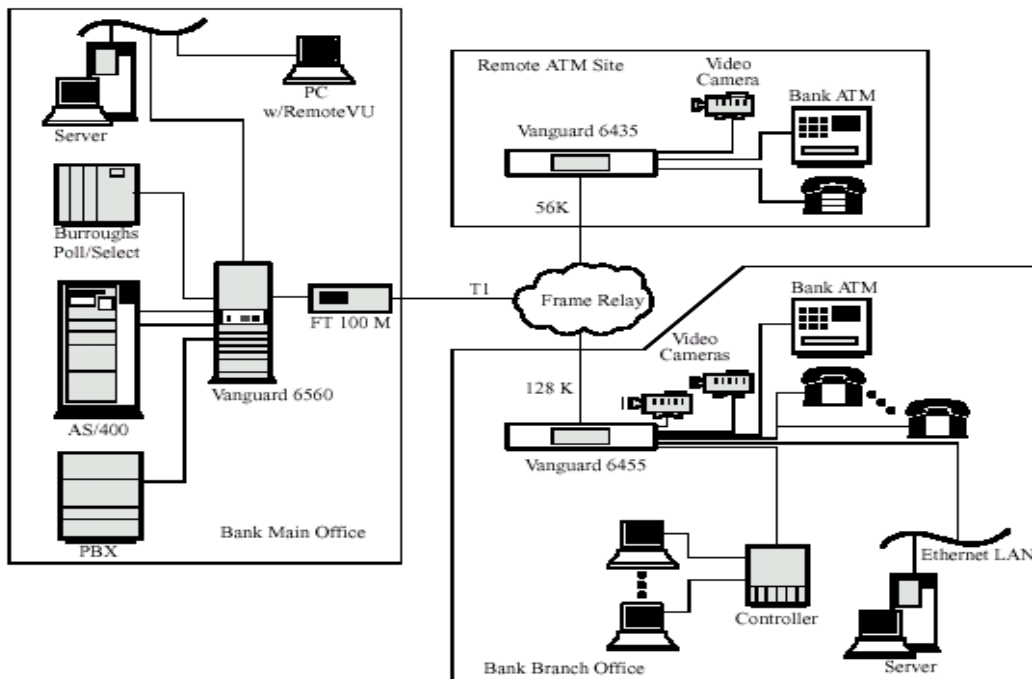 Server
PC
w/RemoteVU
Burroughs
Poll/Select
AS/400
PBX
Vanguard 6560
FT 100 M
Bank Main Office
T1
Frame Relay
Remote ATM Site
Video
Camera
Bank ATM
Vanguard 6435
56K
128 K
Video
Cameras
Bank ATM
Vanguard 6455
Ethernet LAN
Controller
Server
Bank Branch Office